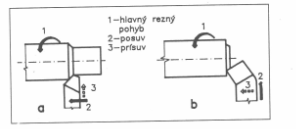 1-hlavný rezný
pohyb
2-posuv
3-prísuv
1
3
2
a
1
3
2
b